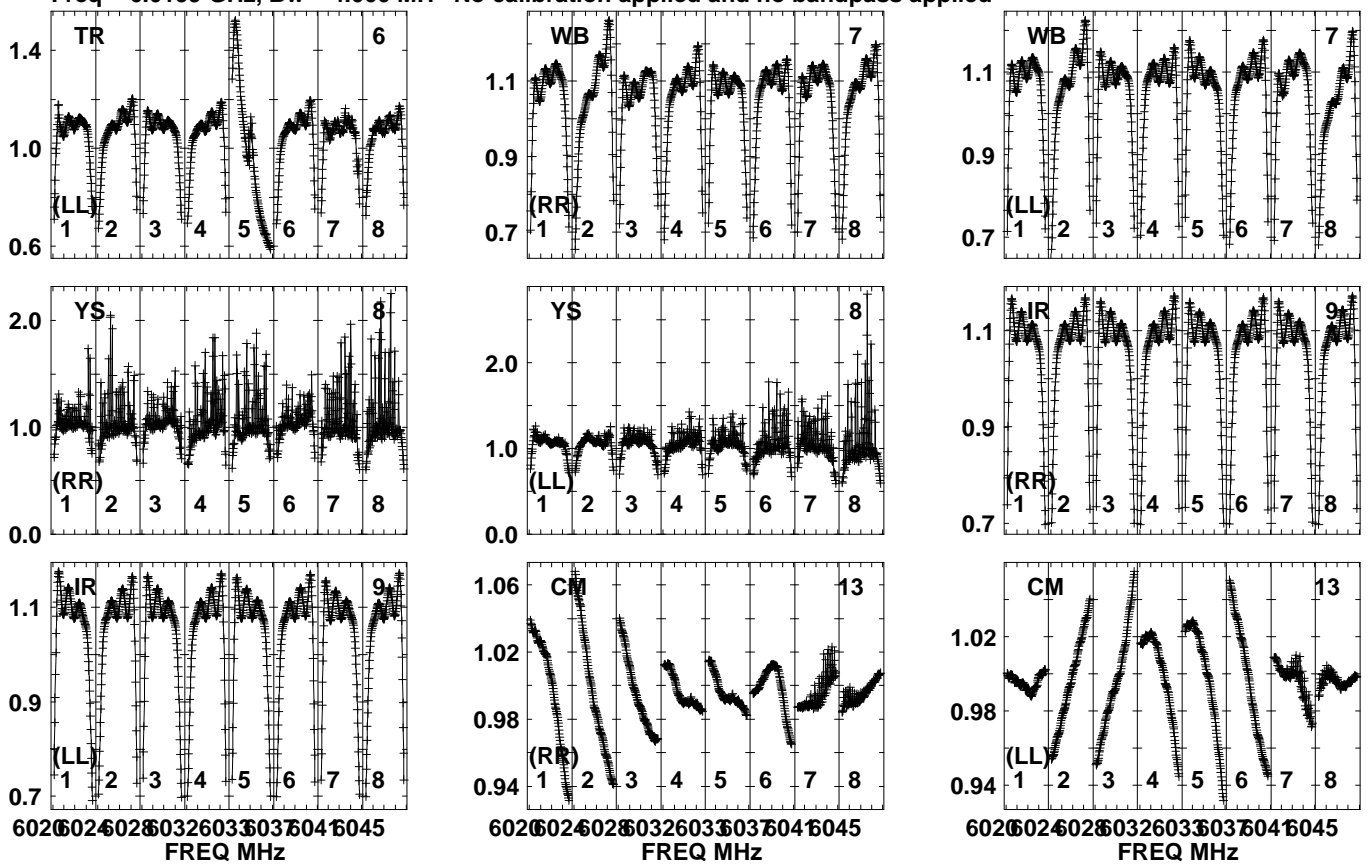 Freq = GHz, Bw = No calibration applied and no bandpass applied
TR 6
1.4
1.0
0.6
(LL)
1 2 3 4 5 6 7 8
WB 7
1.1
0.9
0.7
(RR)
1 2 3 4 5 6 7 8
WB 7
1.1
0.9
0.7
(LL)
1 2 3 4 5 6 7 8
YS 8
2.0
1.0
0.0
(RR)
1 2 3 4 5 6 7 8
YS 8
2.0
1.0
0.0
(LL)
1 2 3 4 5 6 7 8
IR 9
1.1
0.9
0.7
(RR)
1 2 3 4 5 6 7 8
IR 9
1.1
0.9
0.7
(LL)
1 2 3 4 5 6 7 8
6020 6024 6028 6032 6033 6037 6041 6045
FREQ MHz
CM 13
1.06
1.02
0.98
0.94
(RR)
1 2 3 4 5 6 7 8
6020 6024 6028 6032 6033 6037 6041 6045
FREQ MHz
CM 13
1.02
0.98
0.94
(LL)
1 2 3 4 5 6 7 8
6020 6024 6028 6032 6033 6037 6041 6045
FREQ MHz